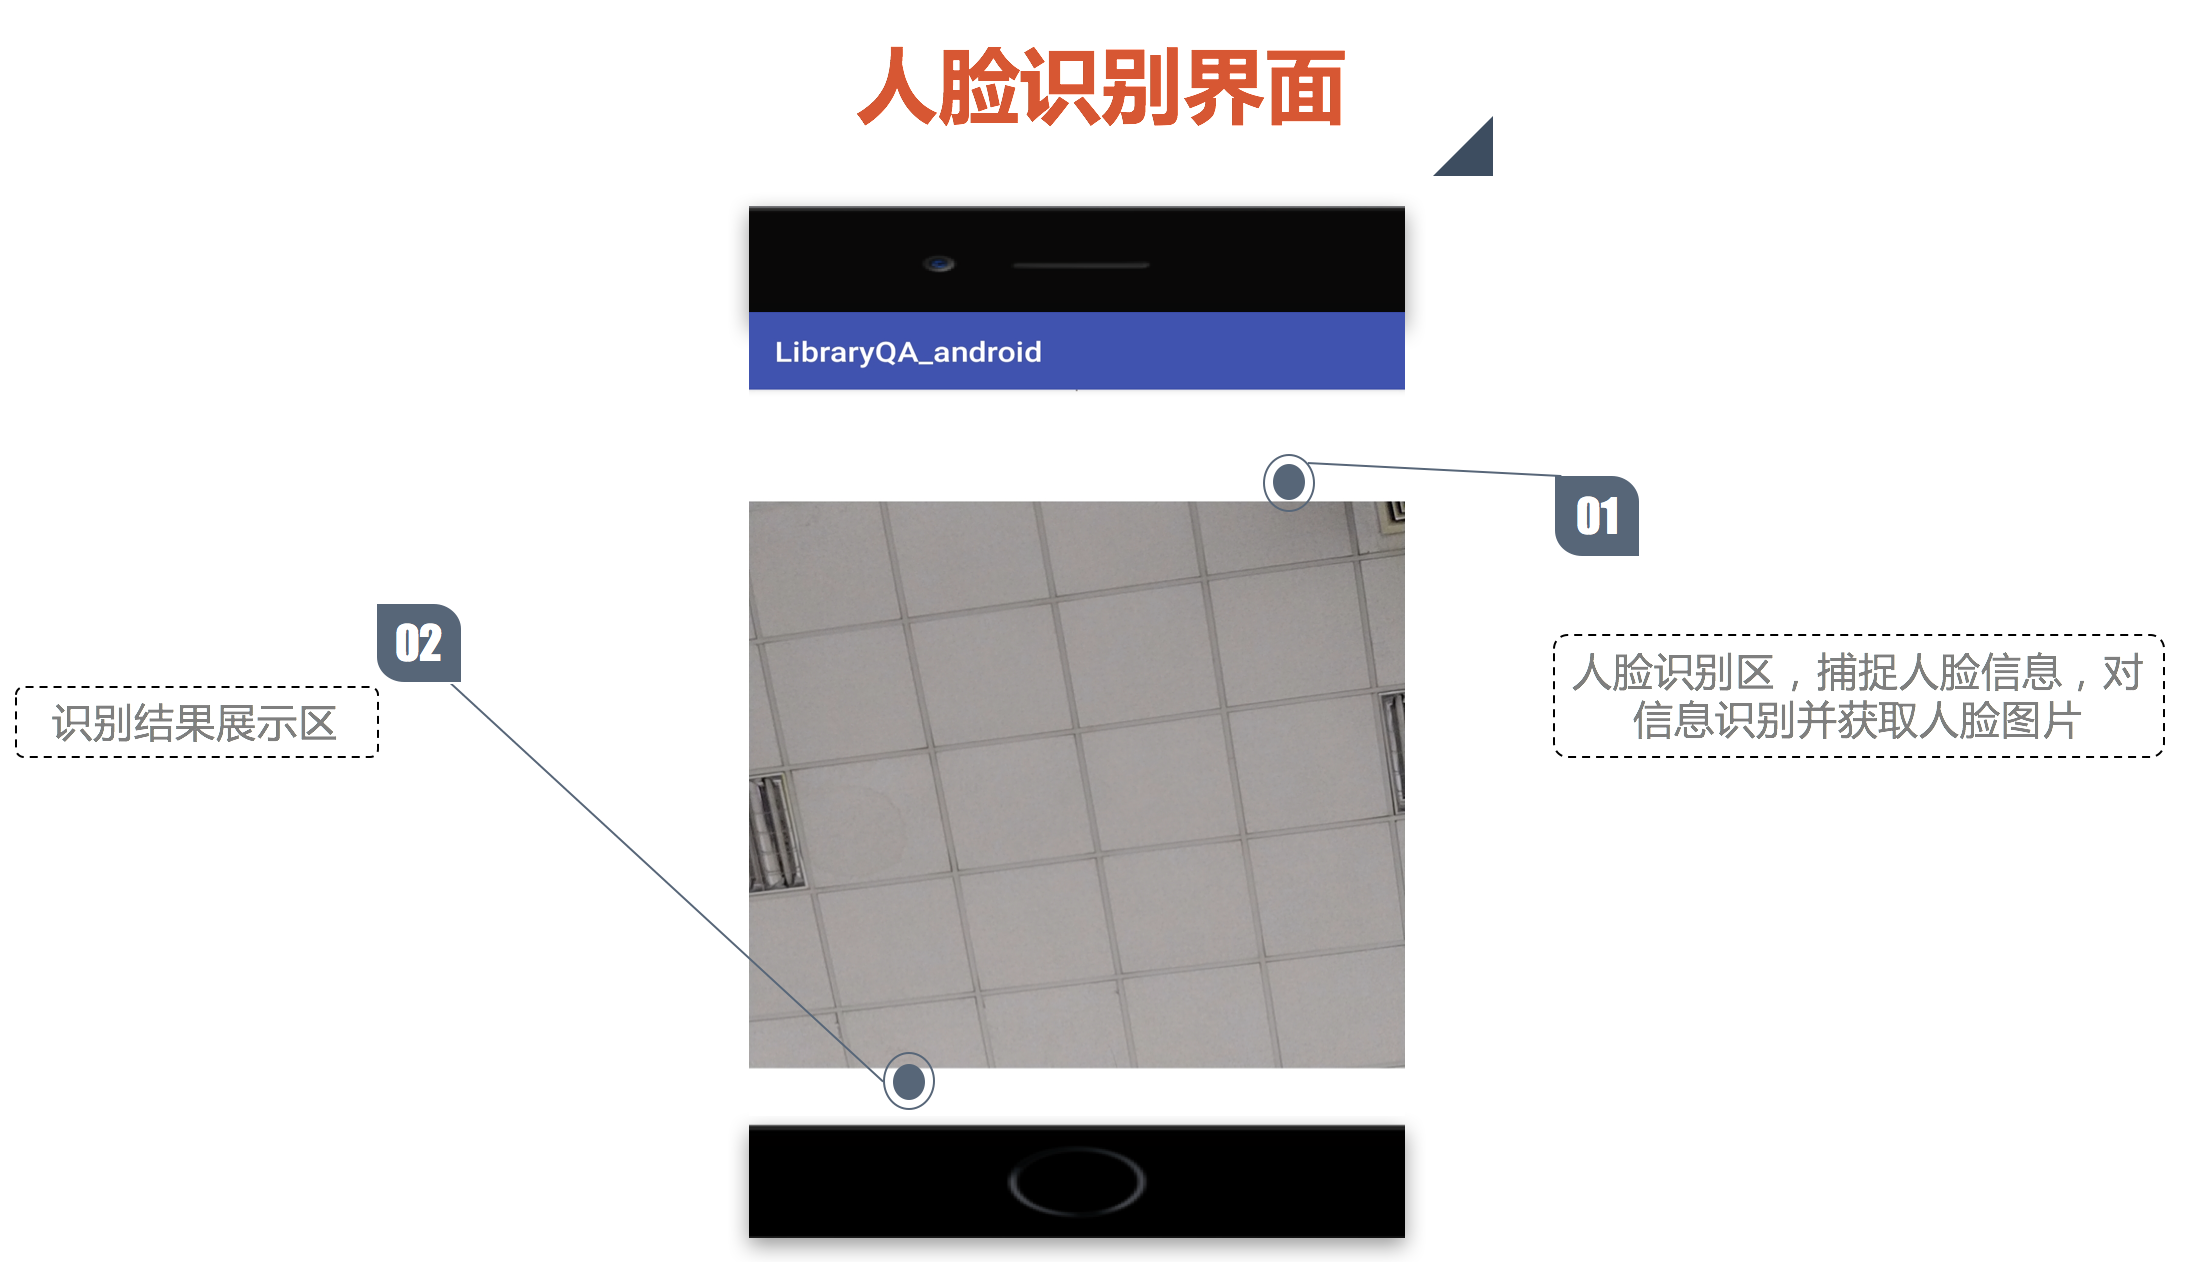 人脸识别界面
LibraryQA_android
01
人脸识别区，捕捉人脸信息，对
信息识别并获取人脸图片
02
识别结果展示区